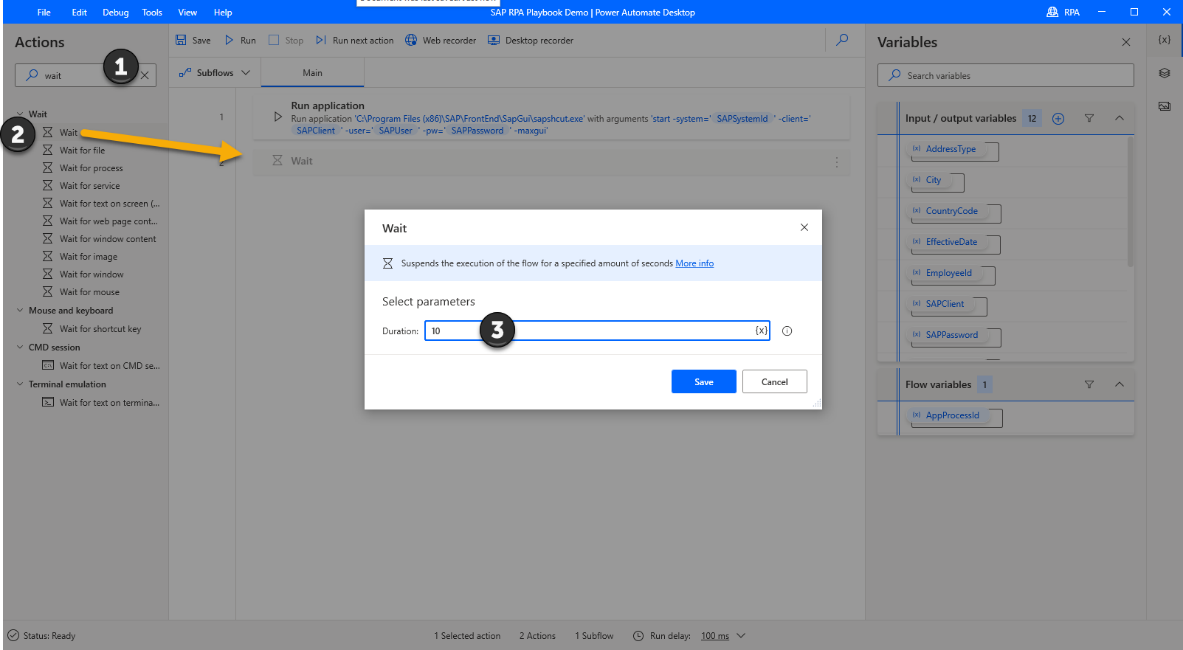 File Edit Debug Tools View Help
SAP RPA Playbook Demo | Power Automate Desktop
RPA
Actions
wait
1
Wait
2
Wait
Wait for file
Wait for process
Wait for service
Wait for text on screen (...
Wait for web page cont...
Wait for window content
Wait for image
Wait for window
Wait for mouse
Mouse and keyboard
Wait for shortcut key
CMD session
Wait for text on CMD se...
Terminal emulation
Wait for text on termina...
Save Run Stop Run next action Web recorder Desktop recorder
Subflows Main
1
Run application
Run application 'C:\Program Files (x86)\SAP\FrontEnd\SapGui\sapshcut.exe' with arguments 'start -system=' SAPSystemId ' -client='
SAPClient ' -user=' SAPUser ' -pw=' SAPPassword ' -maxgui'
Wait
Wait
Suspends the execution of the flow for a specified amount of seconds More info
Select parameters
Duration: 10 {x}
3
Save Cancel
Variables
{x}
Search variables
Input / output variables 12
(x) AddressType
(x) City
(x) CountryCode
(x) EffectiveDate
(x) EmployeeId
(x) SAPClient
(x) SAPPassword
Flow variables 1
(x) AppProcessId
Status: Ready 1 Selected action 2 Actions 1 Subflow Run delay: 100 ms